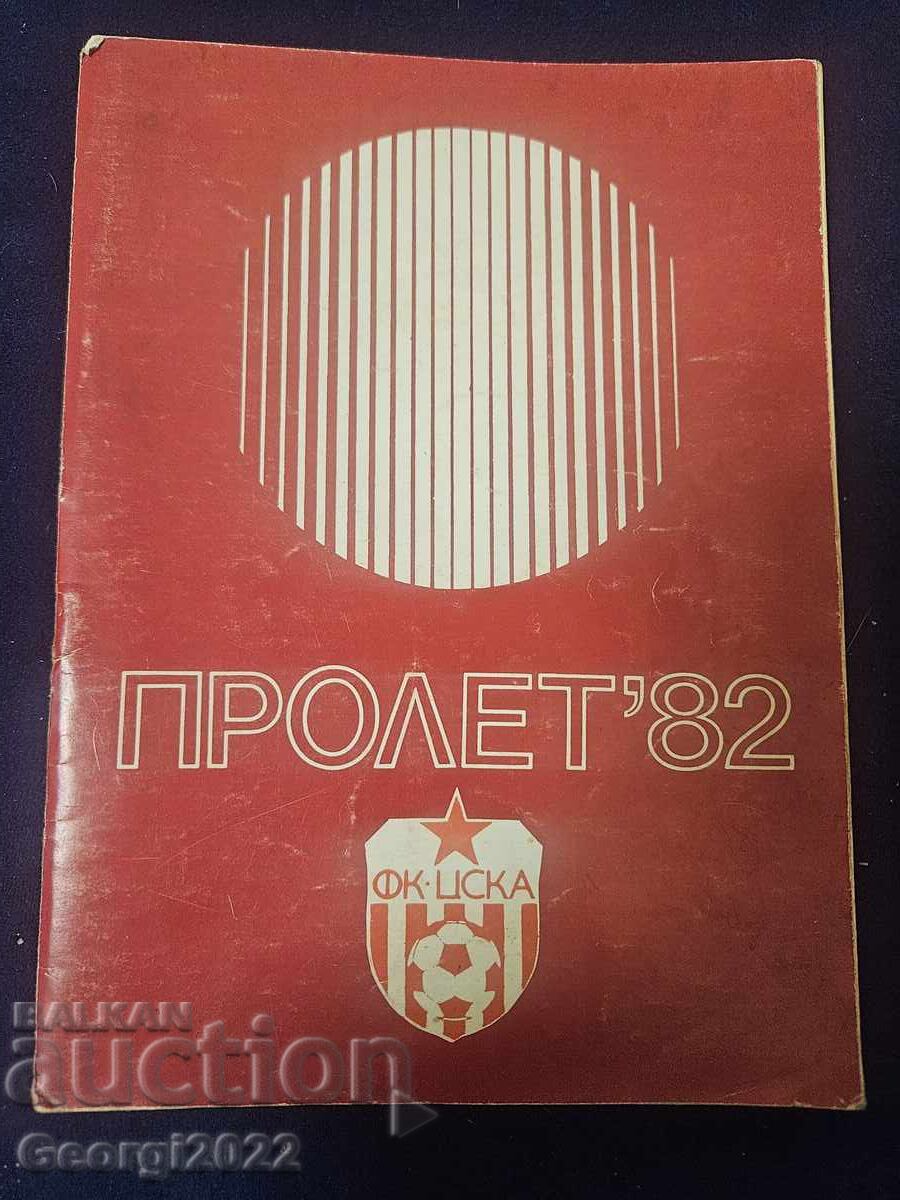 ПРОЛЕТ'82
ФК·ЦСКА
BALKAN
auction
Georgi2022